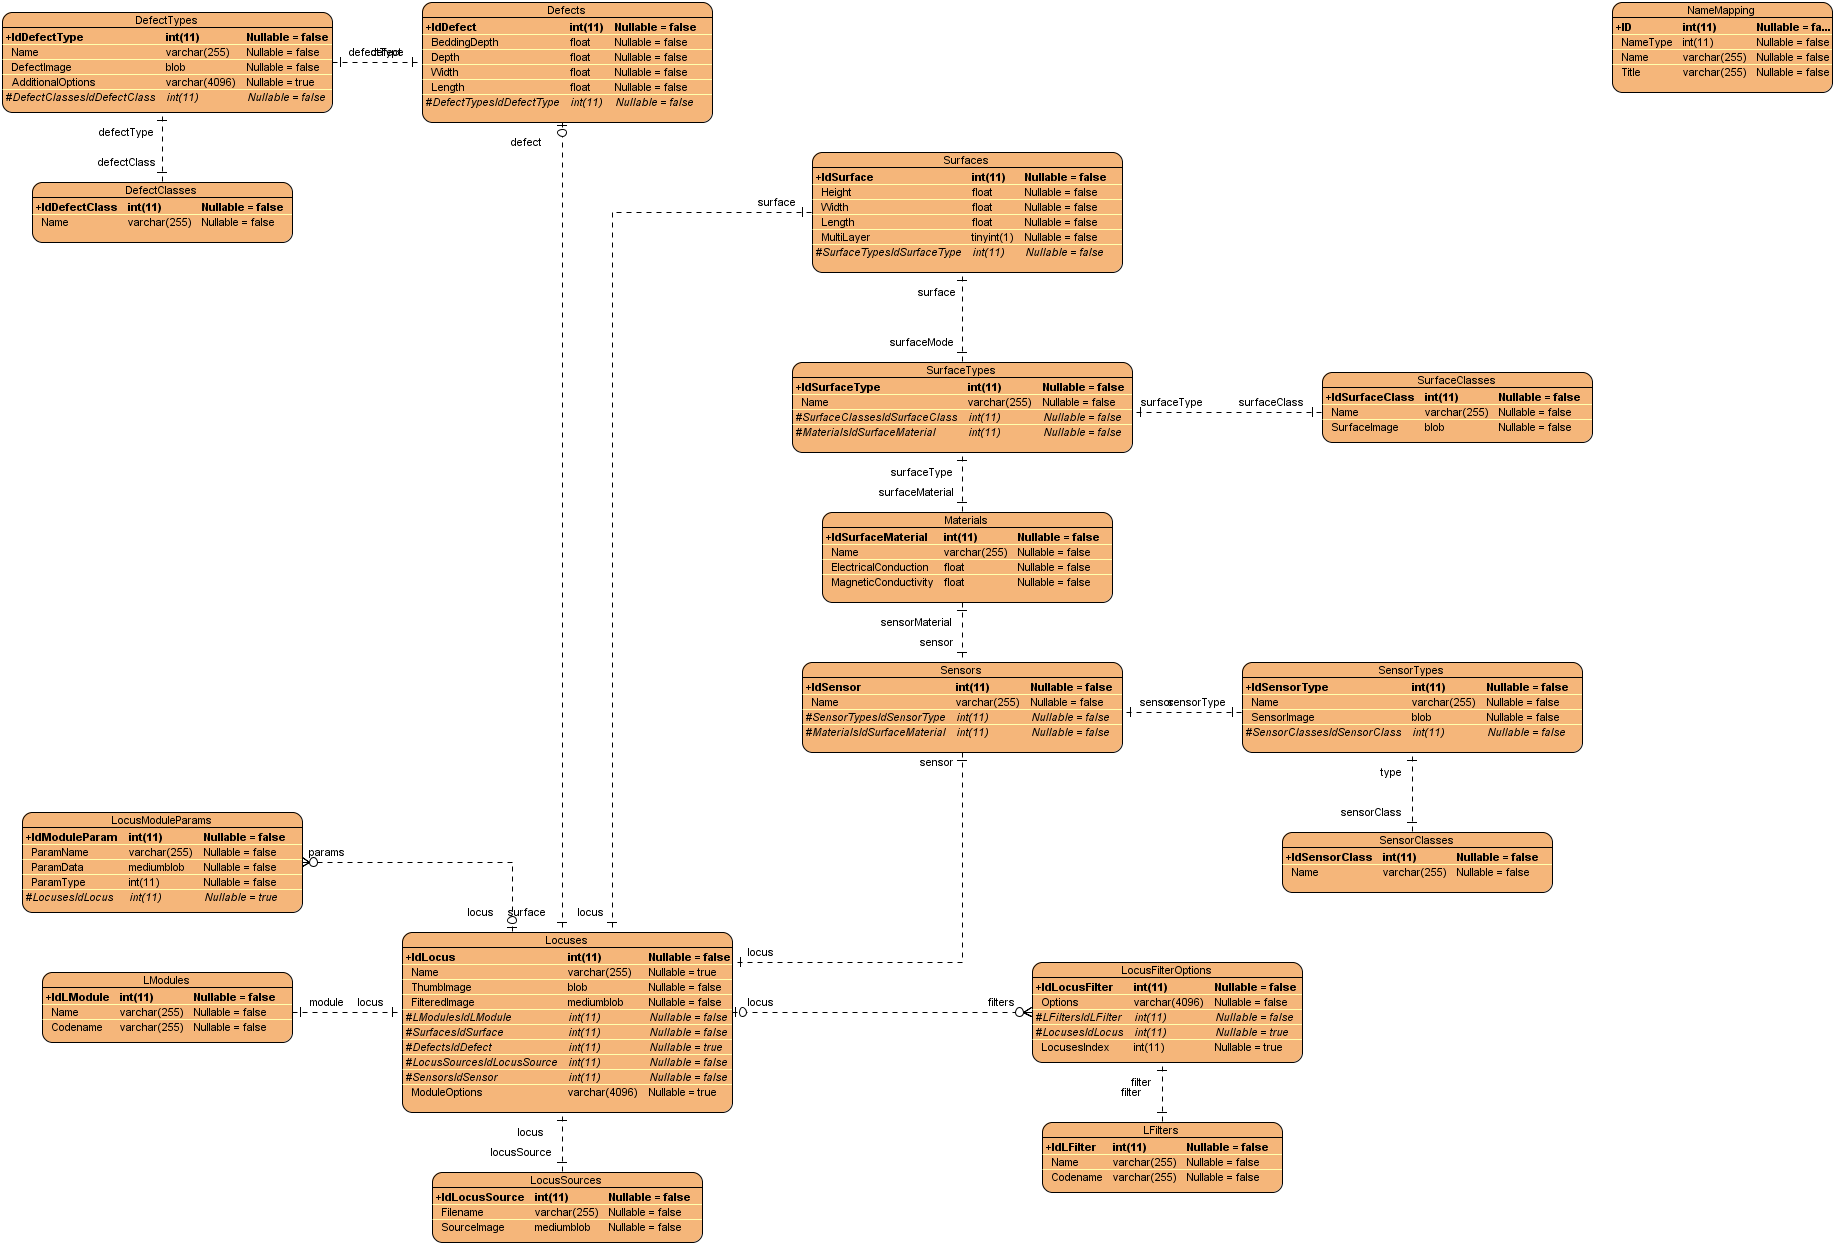 DefectTypes
+IdDefectType int(11) Nullable = false
Name varchar(255) Nullable = false
DefectImage blob Nullable = false
AdditionalOptions varchar(4096) Nullable = true
#DefectClassesIdDefectClass int(11) Nullable = false
defectType
defect
Defects
+IdDefect int(11) Nullable = false
BeddingDepth float Nullable = false
Depth float Nullable = false
Width float Nullable = false
Length float Nullable = false
#DefectTypesIdDefectType int(11) Nullable = false
NameMapping
+ID int(11) Nullable = fa...
NameType int(11) Nullable = false
Name varchar(255) Nullable = false
Title varchar(255) Nullable = false
defectType
defectClass
defect
DefectClasses
+IdDefectClass int(11) Nullable = false
Name varchar(255) Nullable = false
Surfaces
+IdSurface int(11) Nullable = false
Height float Nullable = false
Width float Nullable = false
Length float Nullable = false
MultiLayer tinyint(1) Nullable = false
#SurfaceTypesIdSurfaceType int(11) Nullable = false
surface
surface
surfaceMode
SurfaceTypes
+IdSurfaceType int(11) Nullable = false
Name varchar(255) Nullable = false
#SurfaceClassesIdSurfaceClass int(11) Nullable = false
#MaterialsIdSurfaceMaterial int(11) Nullable = false
surfaceType
surfaceClass
SurfaceClasses
+IdSurfaceClass int(11) Nullable = false
Name varchar(255) Nullable = false
SurfaceImage blob Nullable = false
surfaceType
surfaceMaterial
Materials
+IdSurfaceMaterial int(11) Nullable = false
Name varchar(255) Nullable = false
ElectricalConduction float Nullable = false
MagneticConductivity float Nullable = false
sensorMaterial
sensor
Sensors
+IdSensor int(11) Nullable = false
Name varchar(255) Nullable = false
#SensorTypesIdSensorType int(11) Nullable = false
#MaterialsIdSurfaceMaterial int(11) Nullable = false
sensor
sensorType
SensorTypes
+IdSensorType int(11) Nullable = false
Name varchar(255) Nullable = false
SensorImage blob Nullable = false
#SensorClassesIdSensorClass int(11) Nullable = false
sensor
type
sensorClass
SensorClasses
+IdSensorClass int(11) Nullable = false
Name varchar(255) Nullable = false
LocusModuleParams
+IdModuleParam int(11) Nullable = false
ParamName varchar(255) Nullable = false
ParamData mediumblob Nullable = false
ParamType int(11) Nullable = false
#LocusesIdLocus int(11) Nullable = true
params
locus
surface
locus
Locuses
+IdLocus int(11) Nullable = false
Name varchar(255) Nullable = true
ThumbImage blob Nullable = false
FilteredImage mediumblob Nullable = false
#LModulesIdLModule int(11) Nullable = false
#SurfacesIdSurface int(11) Nullable = false
#DefectsIdDefect int(11) Nullable = true
#LocusSourcesIdLocusSource int(11) Nullable = false
#SensorsIdSensor int(11) Nullable = false
ModuleOptions varchar(4096) Nullable = true
LModules
+IdLModule int(11) Nullable = false
Name varchar(255) Nullable = false
Codename varchar(255) Nullable = false
module
locus
locus
locus
filters
LocusFilterOptions
+IdLocusFilter int(11) Nullable = false
Options varchar(4096) Nullable = false
#LFiltersIdLFilter int(11) Nullable = false
#LocusesIdLocus int(11) Nullable = true
LocusesIndex int(11) Nullable = true
filter
filter
LFilters
+IdLFilter int(11) Nullable = false
Name varchar(255) Nullable = false
Codename varchar(255) Nullable = false
locus
locusSource
LocusSources
+IdLocusSource int(11) Nullable = false
Filename varchar(255) Nullable = false
SourceImage mediumblob Nullable = false